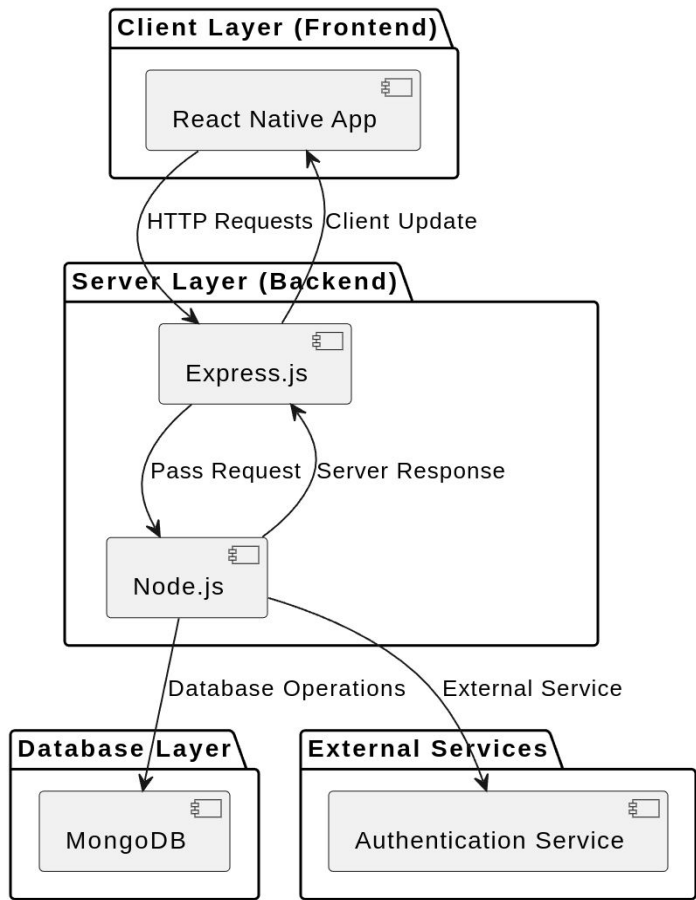 Client Layer (Frontend)
React Native App
HTTP Requests
Client Update
Server Layer (Backend)
Express.js
Pass Request
Server Response
Node.js
Database Operations
External Service
Database Layer
External Services
MongoDB
Authentication Service